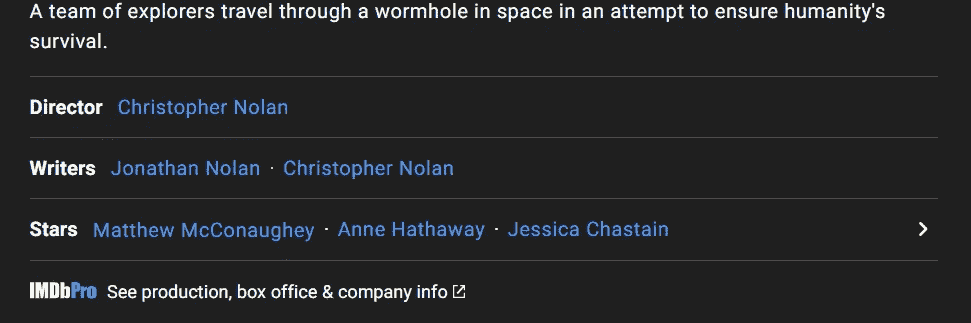 A team of explorers travel through a wormhole in space in an attempt to ensure humanity's
survival.
Director Christopher Nolan
Writers Jonathan Nolan · Christopher Nolan
Stars Matthew McConaughey · Anne Hathaway · Jessica Chastain
IMDbPro See production, box office & company info